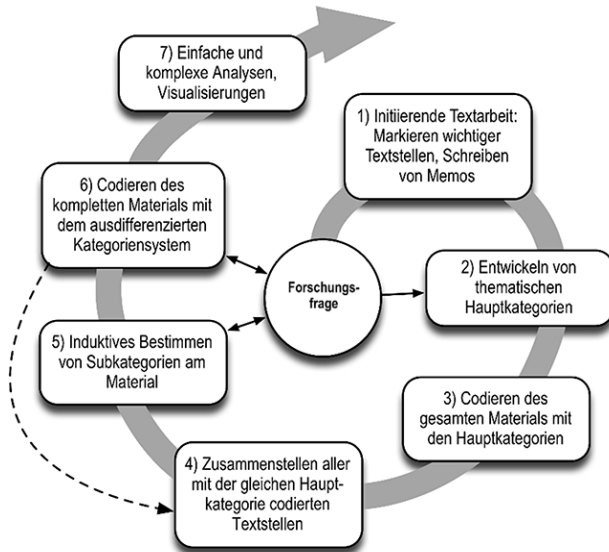 7) Einfache und
komplexe Analysen,
Visualisierungen
1) Initiierende Textarbeit:
Markieren wichtiger
Textstellen, Schreiben
von Memos
6) Codieren des
kompletten Materials mit
dem ausdifferenzierten
Kategoriensystem
Forschungs-
frage
2) Entwickeln von
thematischen
Hauptkategorien
5) Induktives Bestimmen
von Subkategorien am
Material
3) Codieren des
gesamten Materials mit
den Hauptkategorien
4) Zusammenstellen aller
mit der gleichen Haupt-
kategorie codierten
Textstellen